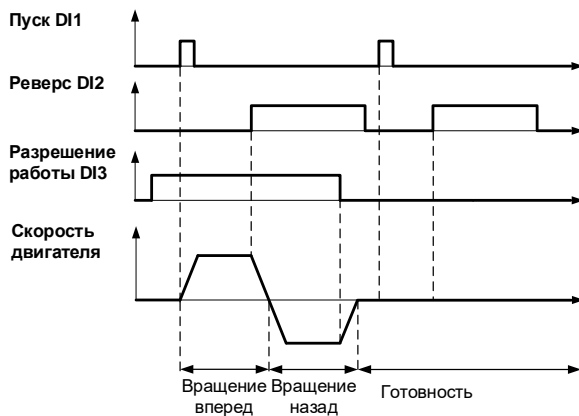 Пуск DI1
Реверс DI2
Разрешение
работы DI3
Скорость
двигателя
Вращение
вперед
Вращение
назад
Готовность